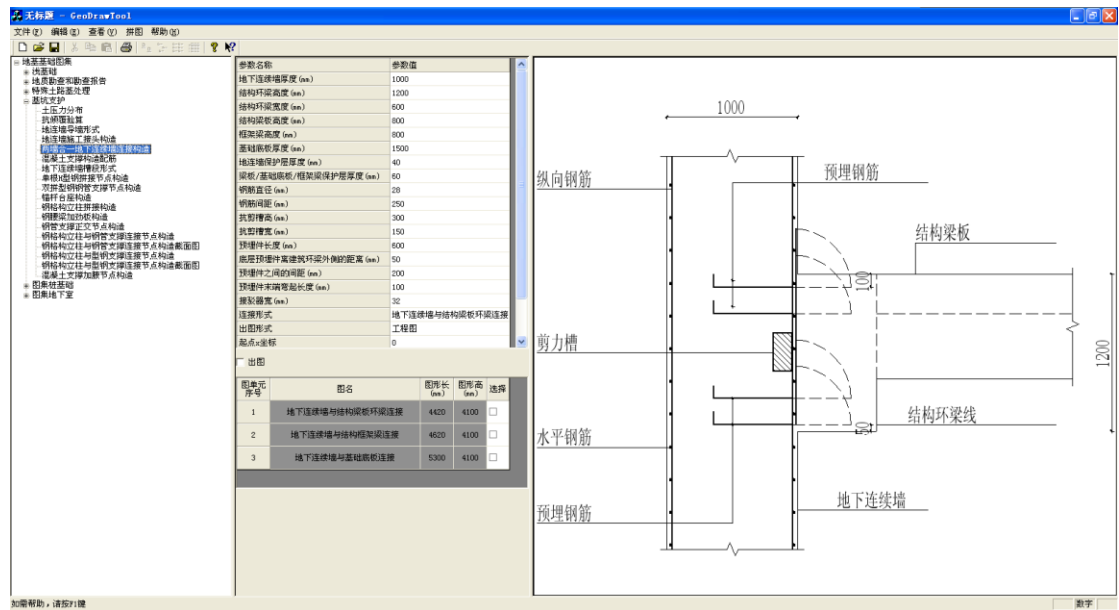 无标题 - GeoDrawTool
文件(F) 编辑(E) 查看(V) 拼图 帮助(H)
地基基础图集
浅基础
地质勘查和勘查报告
特殊土路基处理
基坑支护
土压力分布
抗倾覆验算
地连墙导墙形式
地连墙施工接头构造
两墙合一地下连续墙连接构造
混凝土支撑构造配筋
地下连续墙槽段形式
单根H型钢拼接节点构造
双拼型钢钢管支撑节点构造
锚杆台座构造
钢格构立柱拼接构造
钢腰梁加劲板构造
钢管支撑正交节点构造
钢格构立柱与钢管支撑连接节点构造
钢格构立柱与钢管支撑连接节点构造截面图
钢格构立柱与型钢支撑连接节点构造
钢格构立柱与型钢支撑连接节点构造截面图
混凝土支撑加腋节点构造
图集桩基础
图集地下室
参数名称 参数值
地下连续墙厚度(mm) 1000
结构环梁高度(mm) 1200
结构环梁宽度(mm) 600
结构梁板高度(mm) 800
框架梁高度(mm) 800
基础底板厚度(mm) 1500
地连墙保护层厚度(mm) 40
梁板/基础底板/框架梁保护层厚度(mm) 60
钢筋直径(mm) 28
钢筋间距(mm) 250
抗剪槽高(mm) 300
抗剪槽宽(mm) 150
预埋件长度(mm) 600
底层预埋件离建筑环梁外侧的距离(mm) 50
预埋件之间的间距(mm) 200
预埋件末端弯起长度(mm) 100
接驳器宽(mm) 32
连接形式 地下连续墙与结构梁板环梁连接
出图形式 工程图
起点x坐标 0
出图
图单元序号 图名 图形长(mm) 图形高(mm) 选择
1 地下连续墙与结构梁板环梁连接 4420 4100
2 地下连续墙与结构框架梁连接 4620 4100
3 地下连续墙与基础底板连接 5300 4100
1000
纵向钢筋
预埋钢筋
结构梁板
100
剪力槽
1200
结构环梁线
50
水平钢筋
地下连续墙
预埋钢筋
如需帮助，请按F1键
数字